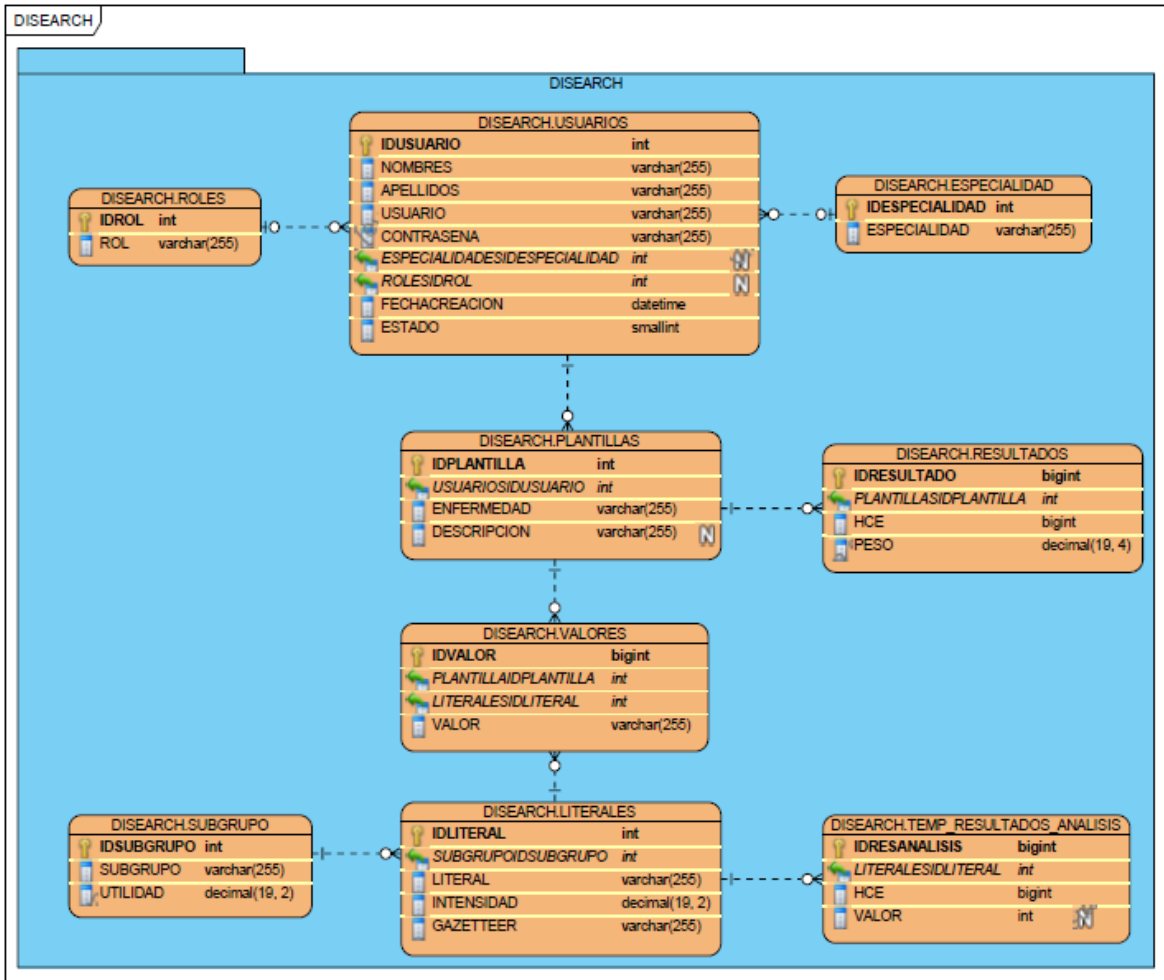 DISEARCH
DISEARCH
DISEARCH.USUARIOS
IDUSUARIO int
NOMBRES varchar(255)
APELLIDOS varchar(255)
USUARIO varchar(255)
CONTRASENA varchar(255)
ESPECIALIDADESIDESPECIALIDAD int N
ROLESIDROL int N
FECHACREACION datetime
ESTADO smallint
DISEARCH.ROLES
IDROL int
ROL varchar(255)
DISEARCH.ESPECIALIDAD
IDESPECIALIDAD int
ESPECIALIDAD varchar(255)
DISEARCH.PLANTILLAS
IDPLANTILLA int
USUARIOSIDUSUARIO int
ENFERMEDAD varchar(255)
DESCRIPCION varchar(255) N
DISEARCH.RESULTADOS
IDRESULTADO bigint
PLANTILLASIDPLANTILLA int
HCE bigint
PESO decimal(19, 4)
DISEARCH.VALORES
IDVALOR bigint
PLANTILLAIDPLANTILLA int
LITERALESIDLITERAL int
VALOR varchar(255)
DISEARCH.SUBGRUPO
IDSUBGRUPO int
SUBGRUPO varchar(255)
UTILIDAD decimal(19, 2)
DISEARCH.LITERALES
IDLITERAL int
SUBGRUPOIDSUBGRUPO int
LITERAL varchar(255)
INTENSIDAD decimal(19, 2)
GAZETTEER varchar(255)
DISEARCH.TEMP_RESULTADOS_ANALISIS
IDRESANALISIS bigint
LITERALESIDLITERAL int
HCE bigint
VALOR int N